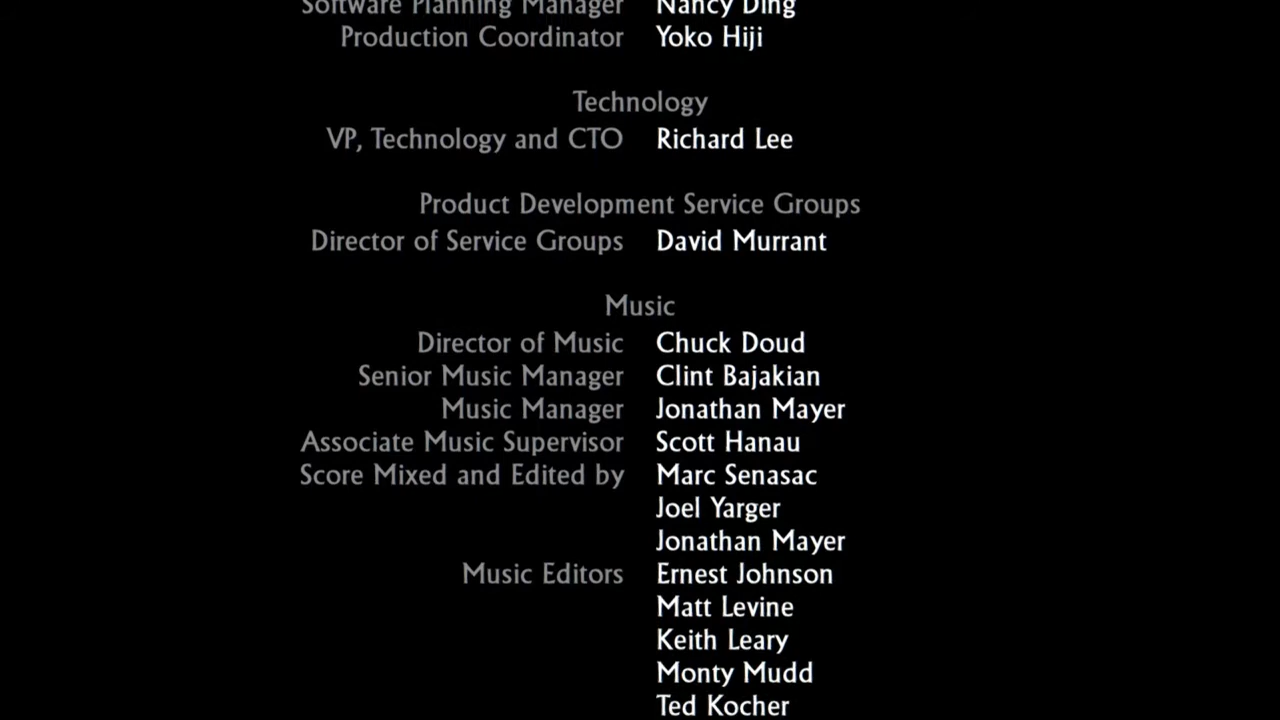 Software Planning Manager Nancy Ding
Production Coordinator Yoko Hiji
Technology
VP, Technology and CTO Richard Lee
Product Development Service Groups
Director of Service Groups David Murrant
Music
Director of Music Chuck Doud
Senior Music Manager Clint Bajakian
Music Manager Jonathan Mayer
Associate Music Supervisor Scott Hanau
Score Mixed and Edited by Marc Senasac
Joel Yarger
Jonathan Mayer
Music Editors Ernest Johnson
Matt Levine
Keith Leary
Monty Mudd
Ted Kocher